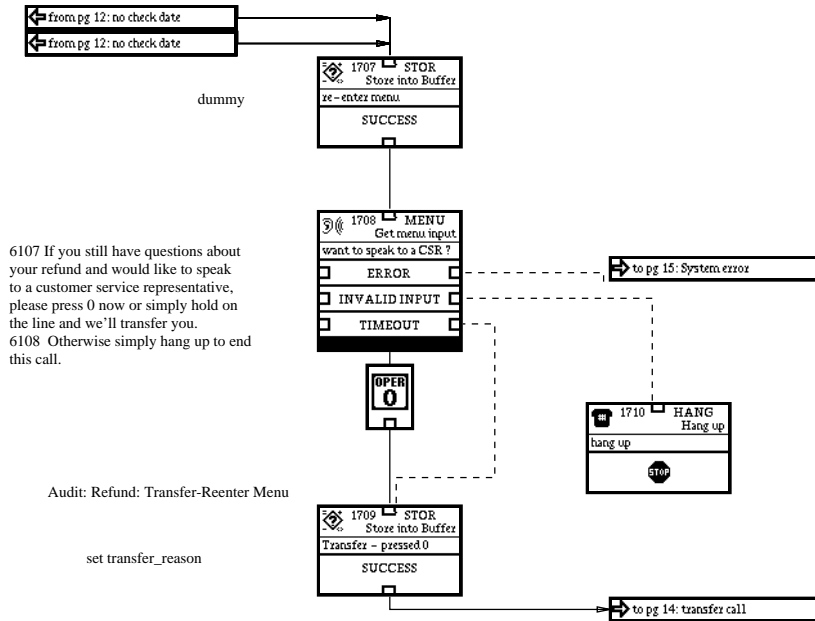 from pg 12: no check date
from pg 12: no check date
1707 STOR
Store into Buffer
re-enter menu
SUCCESS
dummy
1708 MENU
Get menu input
want to speak to a CSR ?
ERROR
INVALID INPUT
TIMEOUT
6107 If you still have questions about
your refund and would like to speak
to a customer service representative,
please press 0 now or simply hold on
the line and we'll transfer you.
6108 Otherwise simply hang up to end
this call.
to pg 15: System error
OPER
0
1710 HANG
Hang up
hang up
STOP
Audit: Refund: Transfer-Reenter Menu
1709 STOR
Store into Buffer
Transfer - pressed 0
SUCCESS
set transfer_reason
to pg 14: transfer call